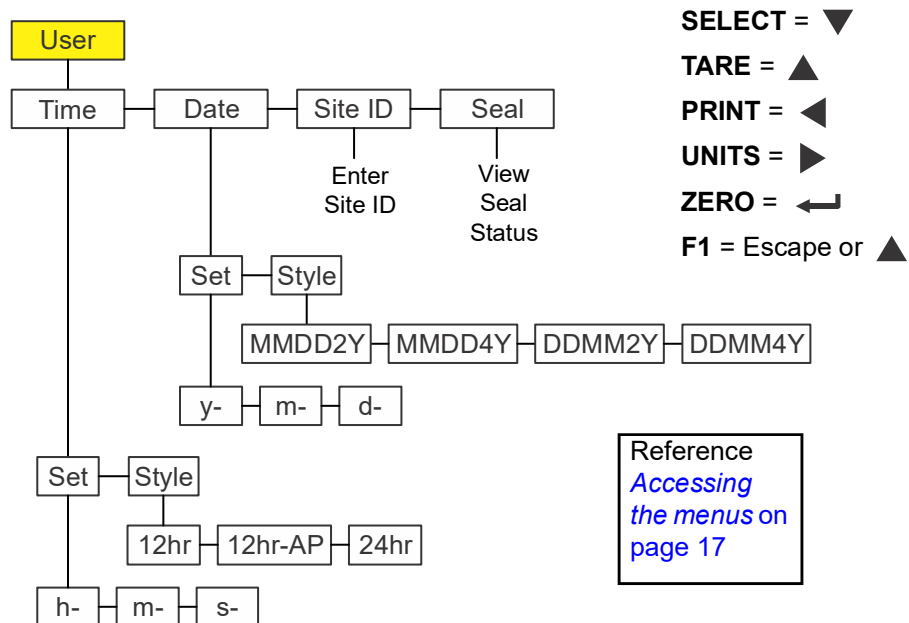 User
Time
Date
Site ID
Seal
Enter
Site ID
View
Seal
Status
Set
Style
MMDD2Y
MMDD4Y
DDMM2Y
DDMM4Y
y-
m-
d-
Set
Style
12hr
12hr-AP
24hr
h-
m-
s-
SELECT = ▼
TARE = ▲
PRINT = ◀
UNITS = ▶
ZERO = ↵
F1 = Escape or ▲
Reference
Accessing
the menus on
page 17